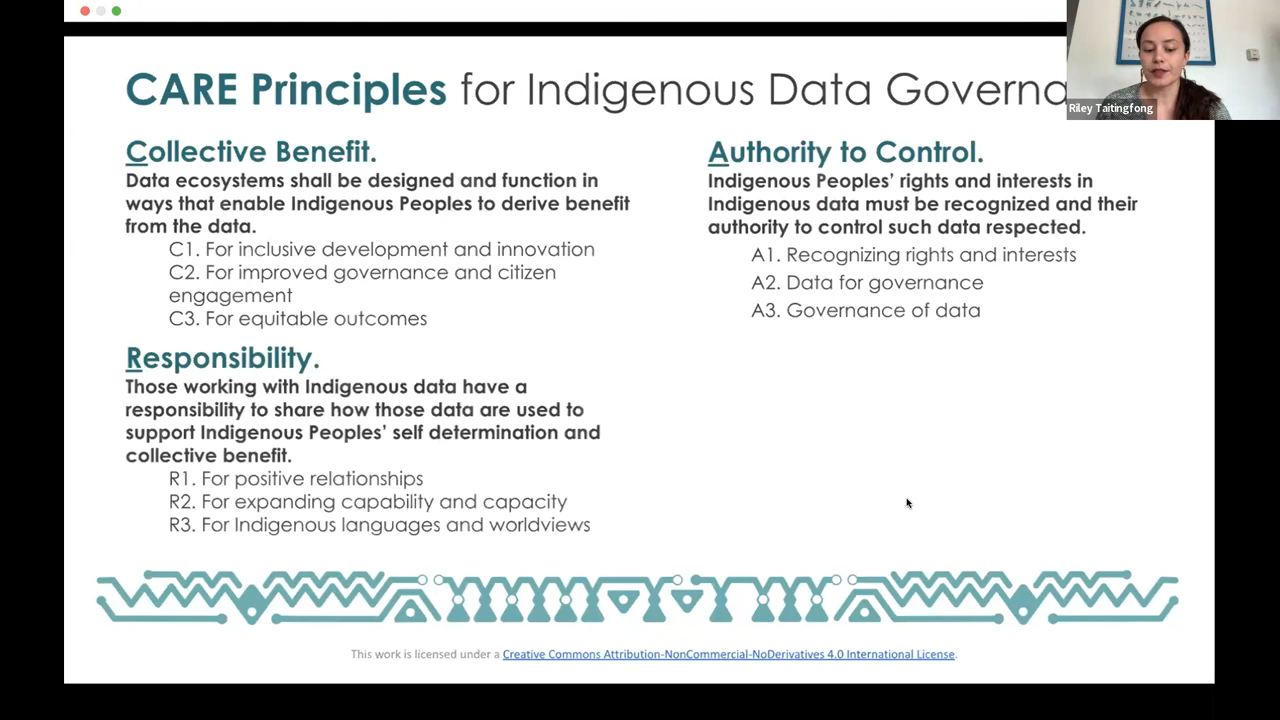 CARE Principles for Indigenous Data Governa
Riley Taitingfong
Collective Benefit.
Data ecosystems shall be designed and function in
ways that enable Indigenous Peoples to derive benefit
from the data.
C1. For inclusive development and innovation
C2. For improved governance and citizen
engagement
C3. For equitable outcomes
Authority to Control.
Indigenous Peoples’ rights and interests in
Indigenous data must be recognized and their
authority to control such data respected.
A1. Recognizing rights and interests
A2. Data for governance
A3. Governance of data
Responsibility.
Those working with Indigenous data have a
responsibility to share how those data are used to
support Indigenous Peoples’ self determination and
collective benefit.
R1. For positive relationships
R2. For expanding capability and capacity
R3. For Indigenous languages and worldviews
This work is licensed under a Creative Commons Attribution-NonCommercial-NoDerivatives 4.0 International License.